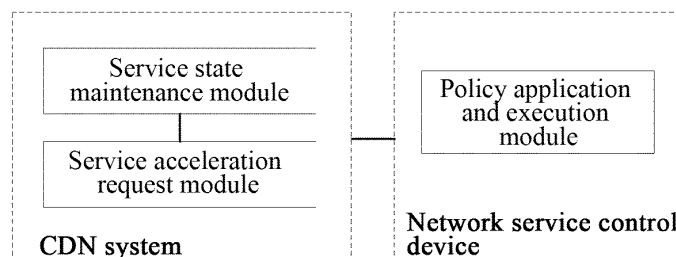 Service state
maintenance module
Service acceleration
request module
CDN system
Policy application
and execution
module
Network service control
device